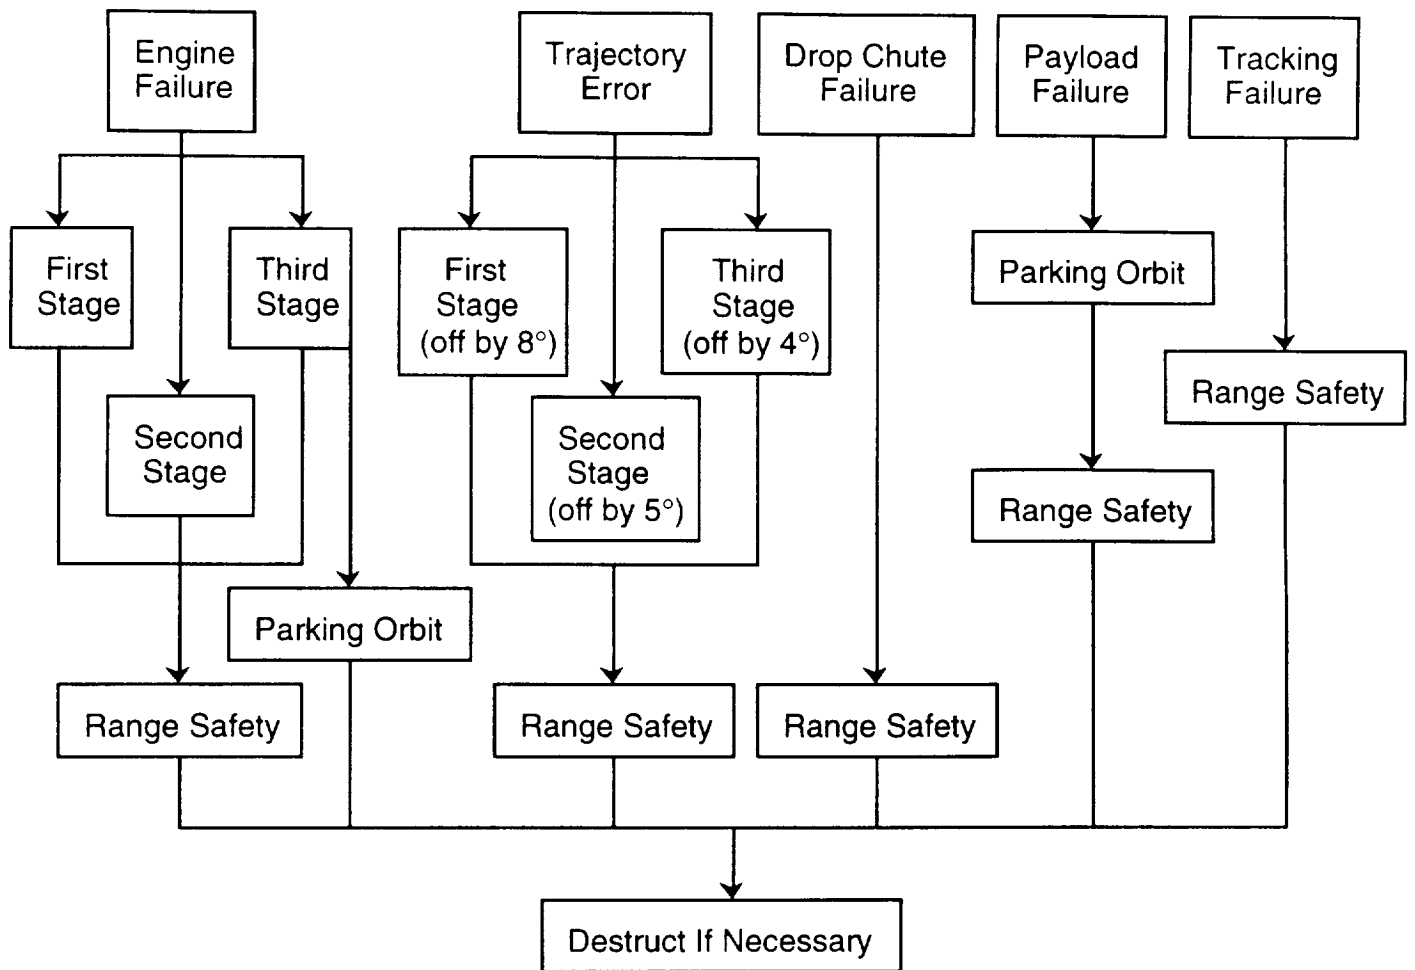 Engine
Failure
Trajectory
Error
Drop Chute
Failure
Payload
Failure
Tracking
Failure
First
Stage
Third
Stage
First
Stage
(off by 8°)
Third
Stage
(off by 4°)
Parking Orbit
Range Safety
Second
Stage
Second
Stage
(off by 5°)
Range Safety
Parking Orbit
Range Safety
Range Safety
Range Safety
Destruct If Necessary